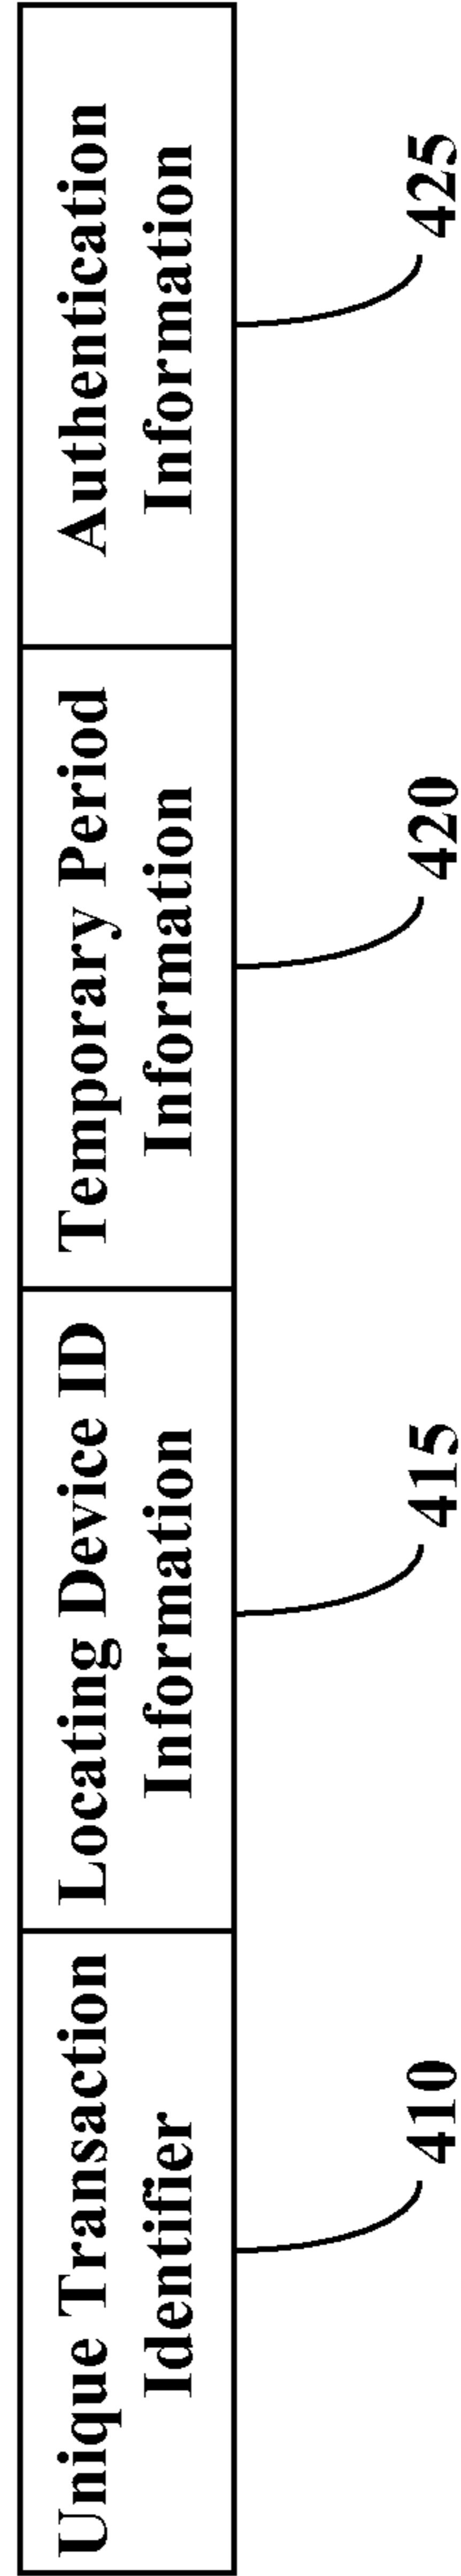 Unique Transaction
Identifier
Locating Device ID
Information
Temporary Period
Information
Authentication
Information
410
415
420
425